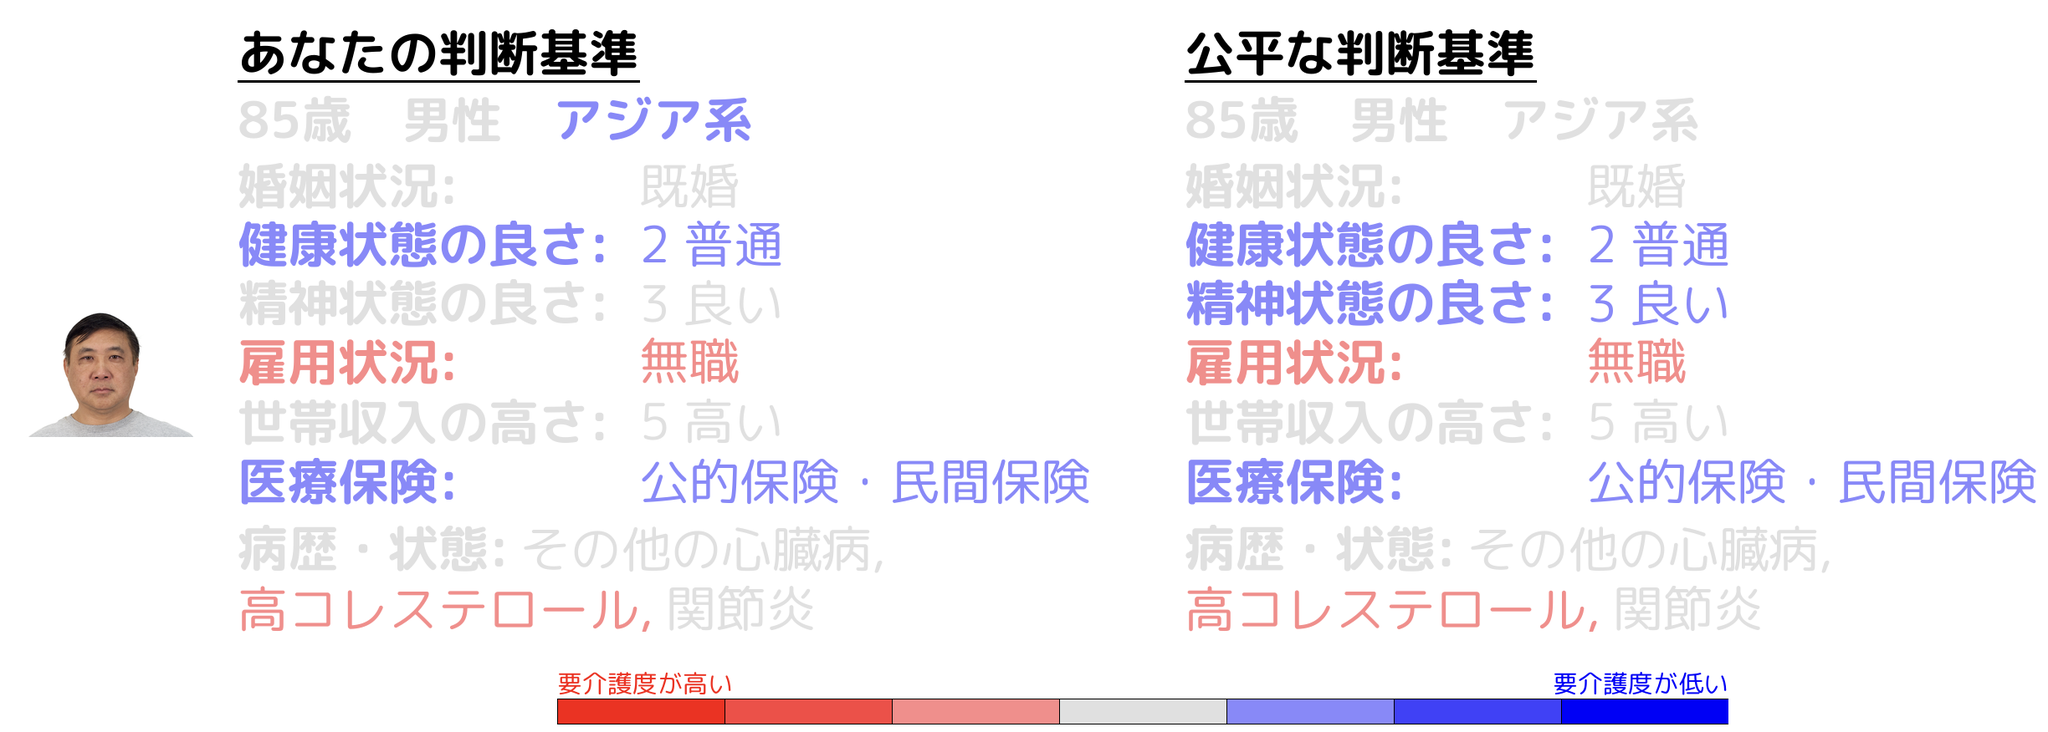 あなたの判断基準
85歳 男性 アジア系
婚姻状況: 既婚
健康状態の良さ: 2 普通
精神状態の良さ: 3 良い
雇用状況: 無職
世帯収入の高さ: 5 高い
医療保険: 公的保険・民間保険
病歴・状態: その他の心臓病,
高コレステロール, 関節炎
公平な判断基準
85歳 男性 アジア系
婚姻状況: 既婚
健康状態の良さ: 2 普通
精神状態の良さ: 3 良い
雇用状況: 無職
世帯収入の高さ: 5 高い
医療保険: 公的保険・民間保険
病歴・状態: その他の心臓病,
高コレステロール, 関節炎
要介護度が高い
要介護度が低い